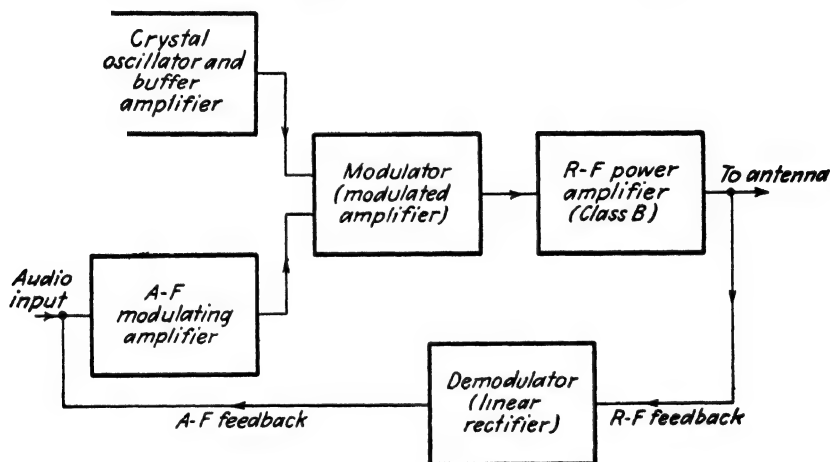 Crystal
oscillator and
buffer
amplifier
Modulator
(modulated
amplifier)
R-F power
amplifier
(Class B)
To antenna
Audio
input
A-F
modulating
amplifier
Demodulator
(linear
rectifier)
A-F feedback
R-F feedback